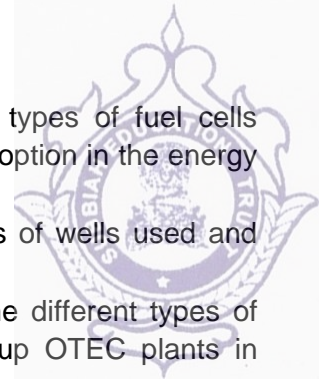 types of fuel cells
option in the energy
s of wells used and
ne different types of
up OTEC plants in